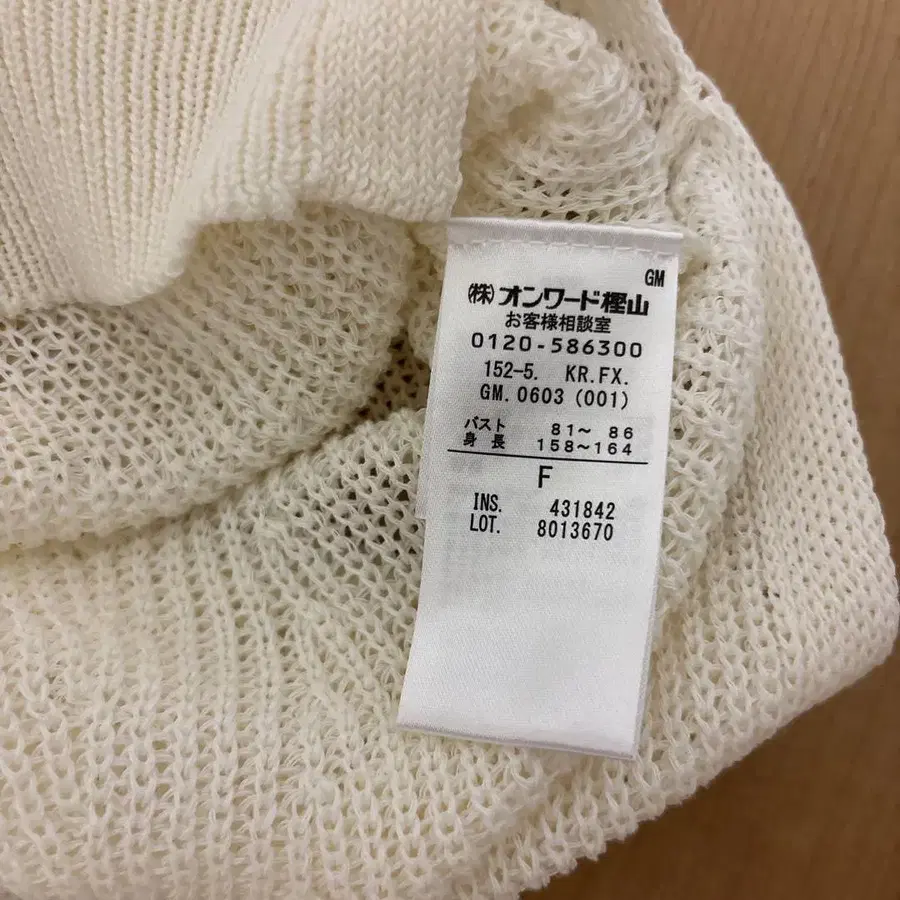 GM
(株)オンワード樫山
お客様相談室
0120-586300
152-5. KR.FX.
GM.0603(001)
バスト 81~ 86
身長 158~164
F
INS. 431842
LOT. 8013670